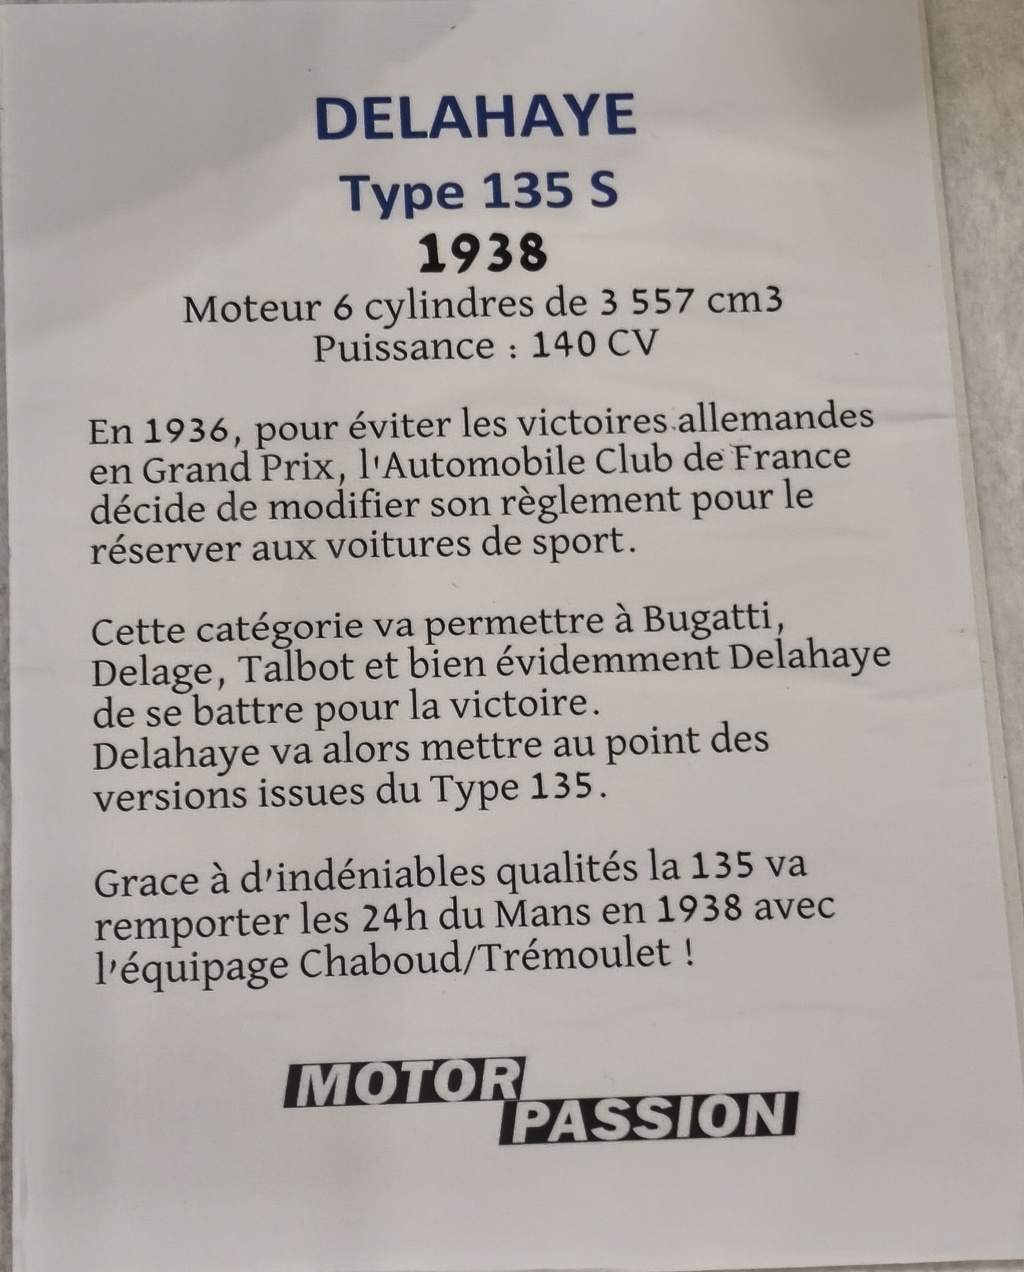 DELAHAYE
Type 135 S
1938
Moteur 6 cylindres de 3 557 cm3
Puissance : 140 CV
En 1936, pour éviter les victoires allemandes
en Grand Prix, l'Automobile Club de France
décide de modifier son règlement pour le
réserver aux voitures de sport.
Cette catégorie va permettre à Bugatti,
Delage, Talbot et bien évidemment Delahaye
de se battre pour la victoire.
Delahaye va alors mettre au point des
versions issues du Type 135.
Grace à d'indéniables qualités la 135 va
remporter les 24h du Mans en 1938 avec
l'équipage Chaboud/Trémoulet !
MOTOR
PASSION